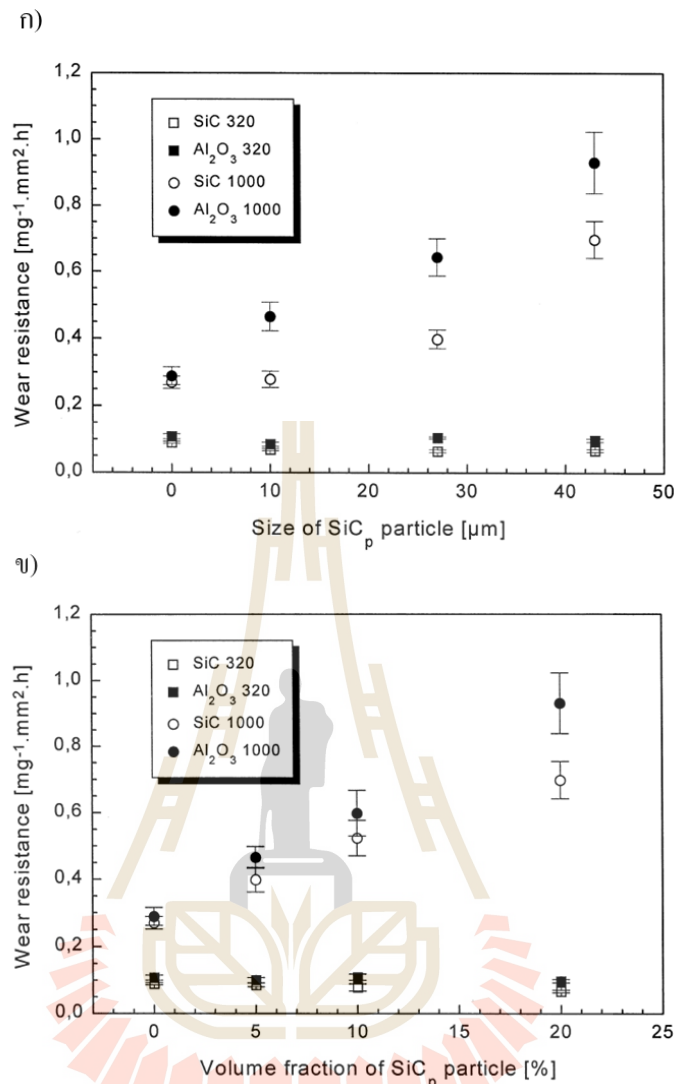 ก)
1,2
1,0
0,8
0,6
0,4
0,2
0,0
Wear resistance [mg⁻¹.mm².h]
SiC 320
Al₂O₃ 320
SiC 1000
Al₂O₃ 1000
0 10 20 30 40 50
Size of SiCₚ particle [µm]
ข)
1,2
1,0
0,8
0,6
0,4
0,2
0,0
Wear resistance [mg⁻¹.mm².h]
SiC 320
Al₂O₃ 320
SiC 1000
Al₂O₃ 1000
0 5 10 15 20 25
Volume fraction of SiCₚ particle [%]